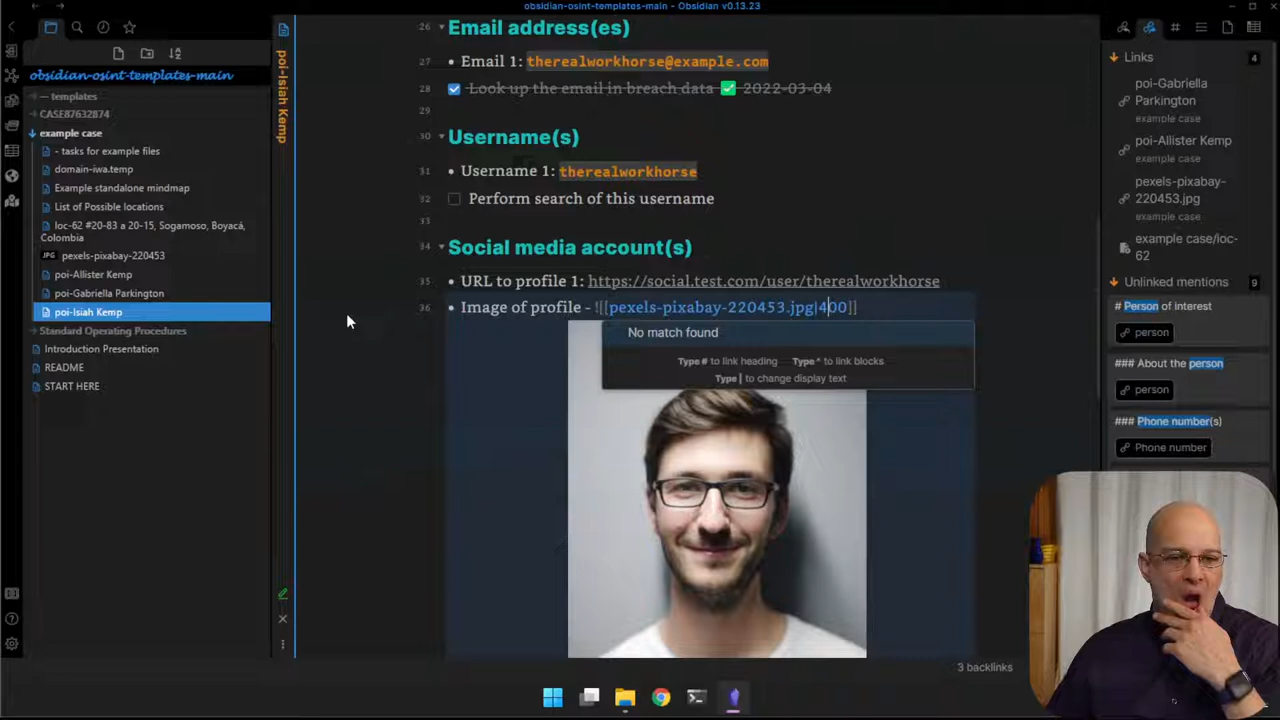 obsidian-osint-templates-main - Obsidian v0.13.23
obsidian-osint-templates-main
— templates
CASE87632874
example case
- tasks for example files
domain-iwa.temp
Example standalone mindmap
List of Possible locations
loc-62 #20-83 a 20-15, Sogamoso, Boyacá,
Colombia
JPG pexels-pixabay-220453
poi-Allister Kemp
poi-Gabriella Parkington
poi-Isiah Kemp
Standard Operating Procedures
Introduction Presentation
README
START HERE
poi-Isiah Kemp
26 Email address(es)
27 • Email 1: therealworkhorse@example.com
28 Look up the email in breach data ✅ 2022-03-04
29
30 Username(s)
31 • Username 1: therealworkhorse
32 Perform search of this username
33
34 Social media account(s)
35 • URL to profile 1: https://social.test.com/user/therealworkhorse
36 • Image of profile - ![[pexels-pixabay-220453.jpg|400]]
No match found
Type # to link heading Type ^ to link blocks
Type | to change display text
3 backlinks
Links 4
poi-Gabriella
Parkington
example case
poi-Allister Kemp
example case
pexels-pixabay-
220453.jpg
example case
example case/loc-
62
Unlinked mentions 9
# Person of interest
person
### About the person
person
### Phone number(s)
Phone number